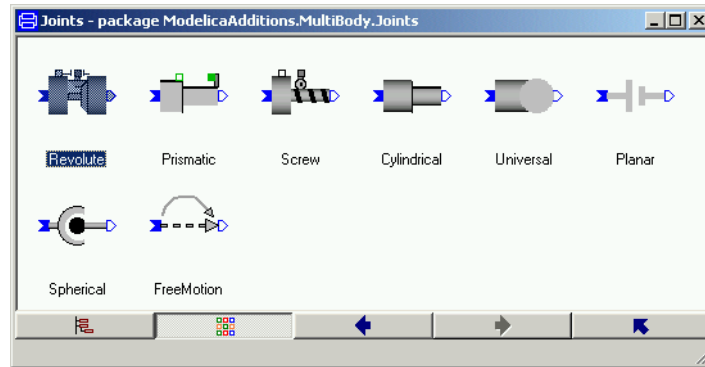 Joints - package ModelicaAdditions.MultiBody.Joints
Revolute Prismatic Screw Cylindrical Universal Planar
Spherical FreeMotion